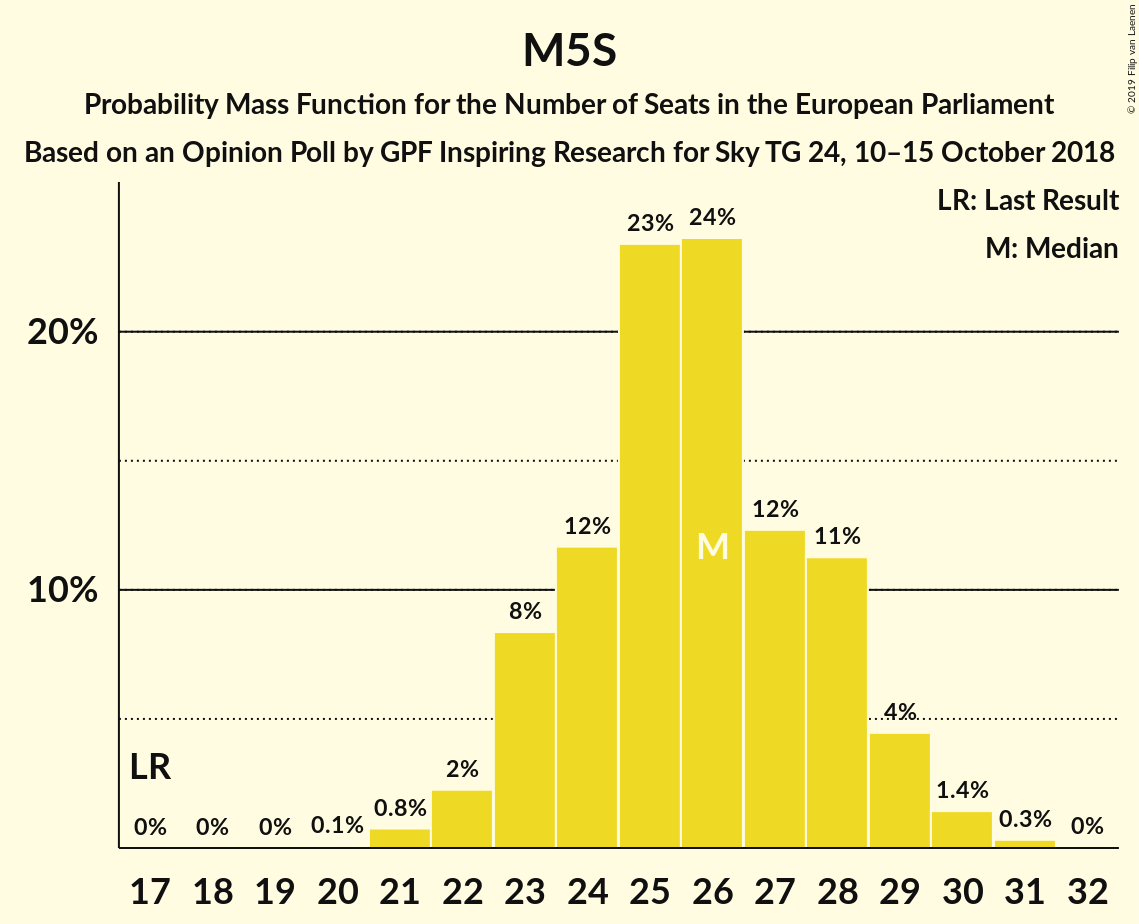 M5S
Probability Mass Function for the Number of Seats in the European Parliament
Based on an Opinion Poll by GPF Inspiring Research for Sky TG 24, 10–15 October 2018
© 2019 Filip van Laenen
LR: Last Result
M: Median
20%
10%
LR
M
0% 0% 0% 0.1% 0.8% 2% 8% 12% 23% 24% 12% 11% 4% 1.4% 0.3% 0%
17 18 19 20 21 22 23 24 25 26 27 28 29 30 31 32